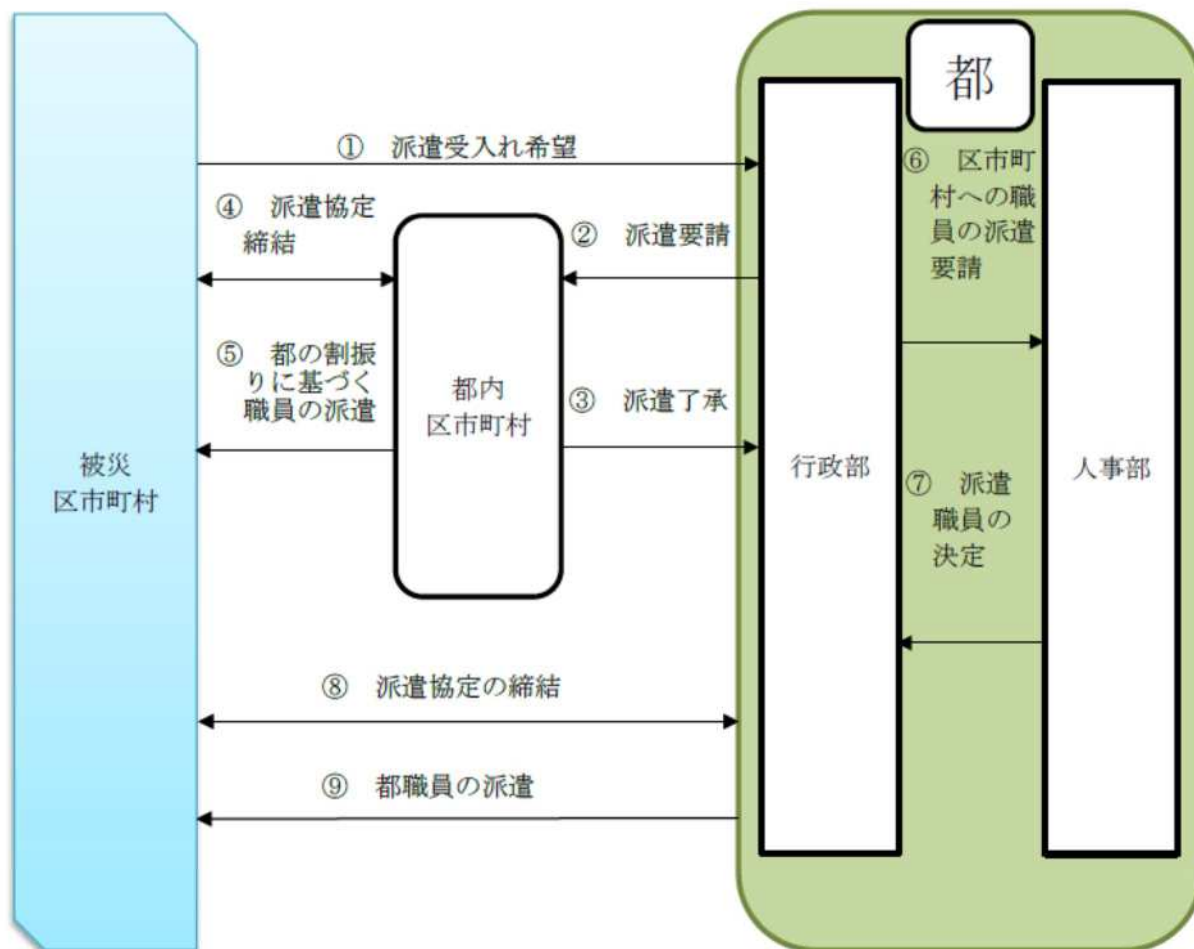 都
① 派遣受入れ希望
⑥ 区市町
村への職
員の派遣
要請
④ 派遣協定
締結
② 派遣要請
⑤ 都の割振
りに基づく
職員の派遣
都内
区市町村
③ 派遣了承
被災
区市町村
行政部
人事部
⑦ 派遣
職員の
決定
⑧ 派遣協定の締結
⑨ 都職員の派遣